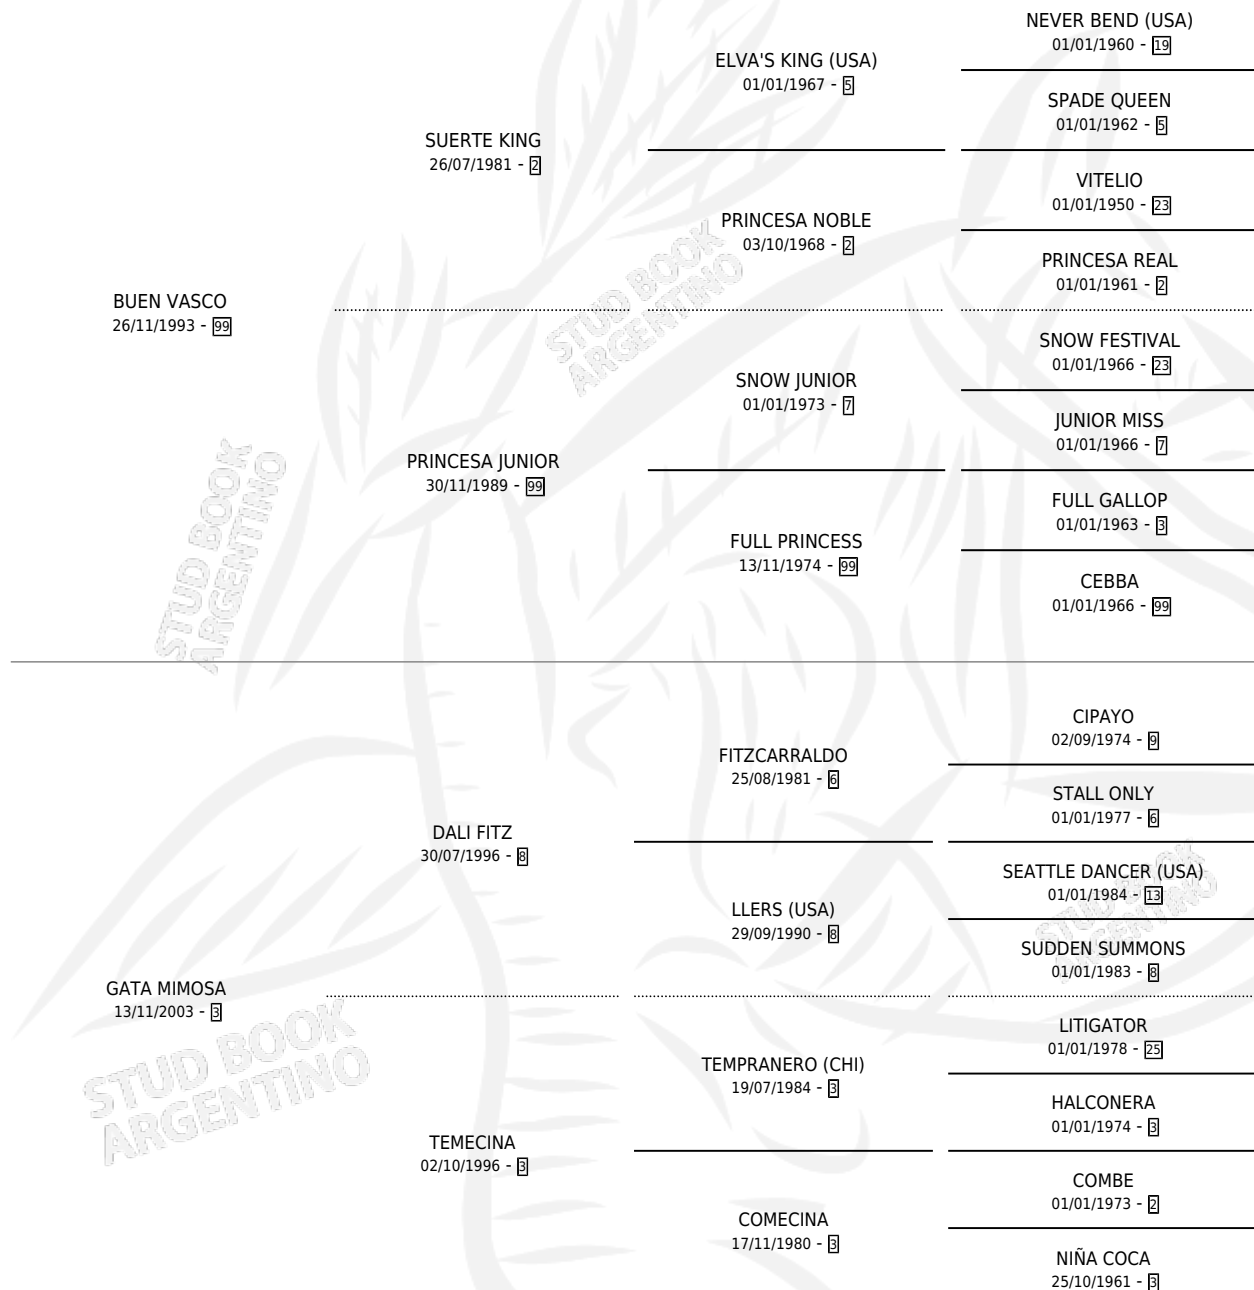 NEVER BEND (USA)
01/01/1960 - 19
ELVA'S KING (USA)
01/01/1967 - 5
SPADE QUEEN
01/01/1962 - 5
SUERTE KING
26/07/1981 - 2
VITELIO
01/01/1950 - 23
PRINCESA NOBLE
03/10/1968 - 2
PRINCESA REAL
01/01/1961 - 2
BUEN VASCO
26/11/1993 - 99
SNOW FESTIVAL
01/01/1966 - 23
SNOW JUNIOR
01/01/1973 - 7
JUNIOR MISS
01/01/1966 - 7
PRINCESA JUNIOR
30/11/1989 - 99
FULL GALLOP
01/01/1963 - 3
FULL PRINCESS
13/11/1974 - 99
CEBBA
01/01/1966 - 99
CIPAYO
02/09/1974 - 9
FITZCARRALDO
25/08/1981 - 6
STALL ONLY
01/01/1977 - 6
DALI FITZ
30/07/1996 - 8
SEATTLE DANCER (USA)
01/01/1984 - 13
LLERS (USA)
29/09/1990 - 8
SUDDEN SUMMONS
01/01/1983 - 8
GATA MIMOSA
13/11/2003 - 3
LITIGATOR
01/01/1978 - 25
TEMPRANERO (CHI)
19/07/1984 - 3
HALCONERA
01/01/1974 - 3
TEMECINA
02/10/1996 - 3
COMBE
01/01/1973 - 2
COMECINA
17/11/1980 - 3
NIÑA COCA
25/10/1961 - 3
STUD BOOK
ARGENTINO
STUD BOOK
ARGENTINO
STUD BOOK
ARGENTINO
STUD BOOK
ARGENTINO